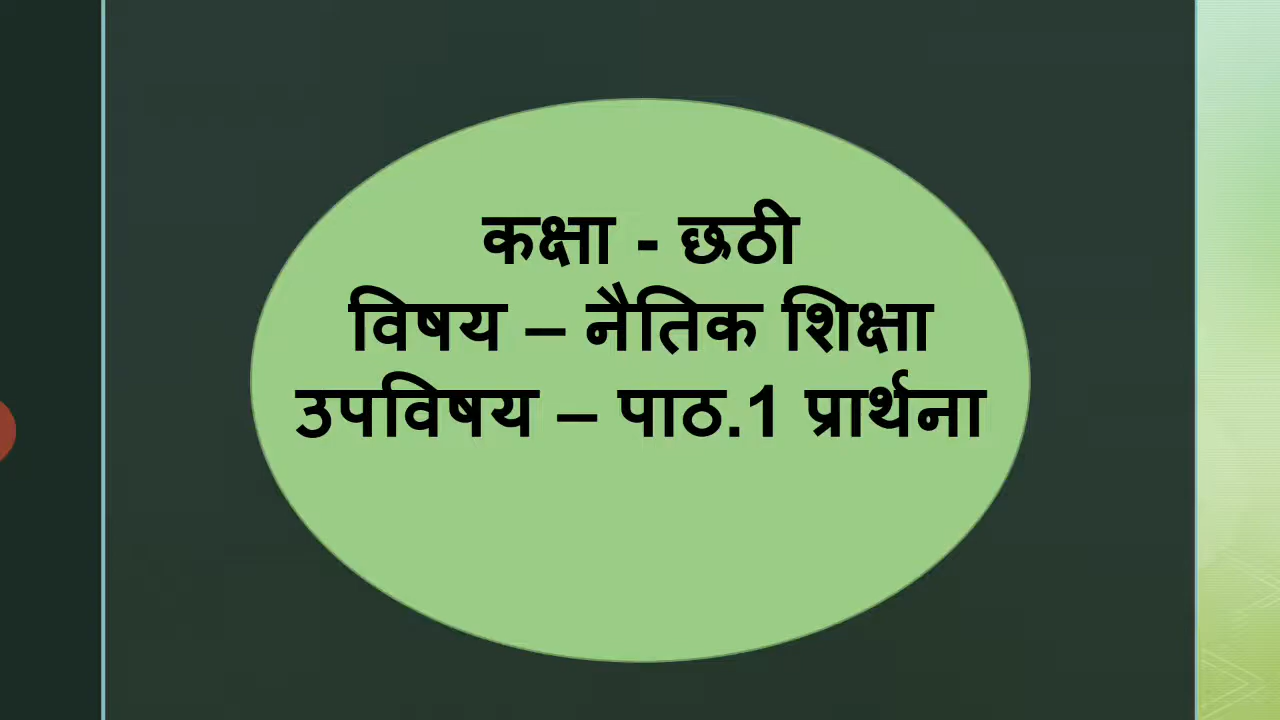 कक्षा - छठी
विषय – नैतिक शिक्षा
उपविषय – पाठ.1 प्रार्थना